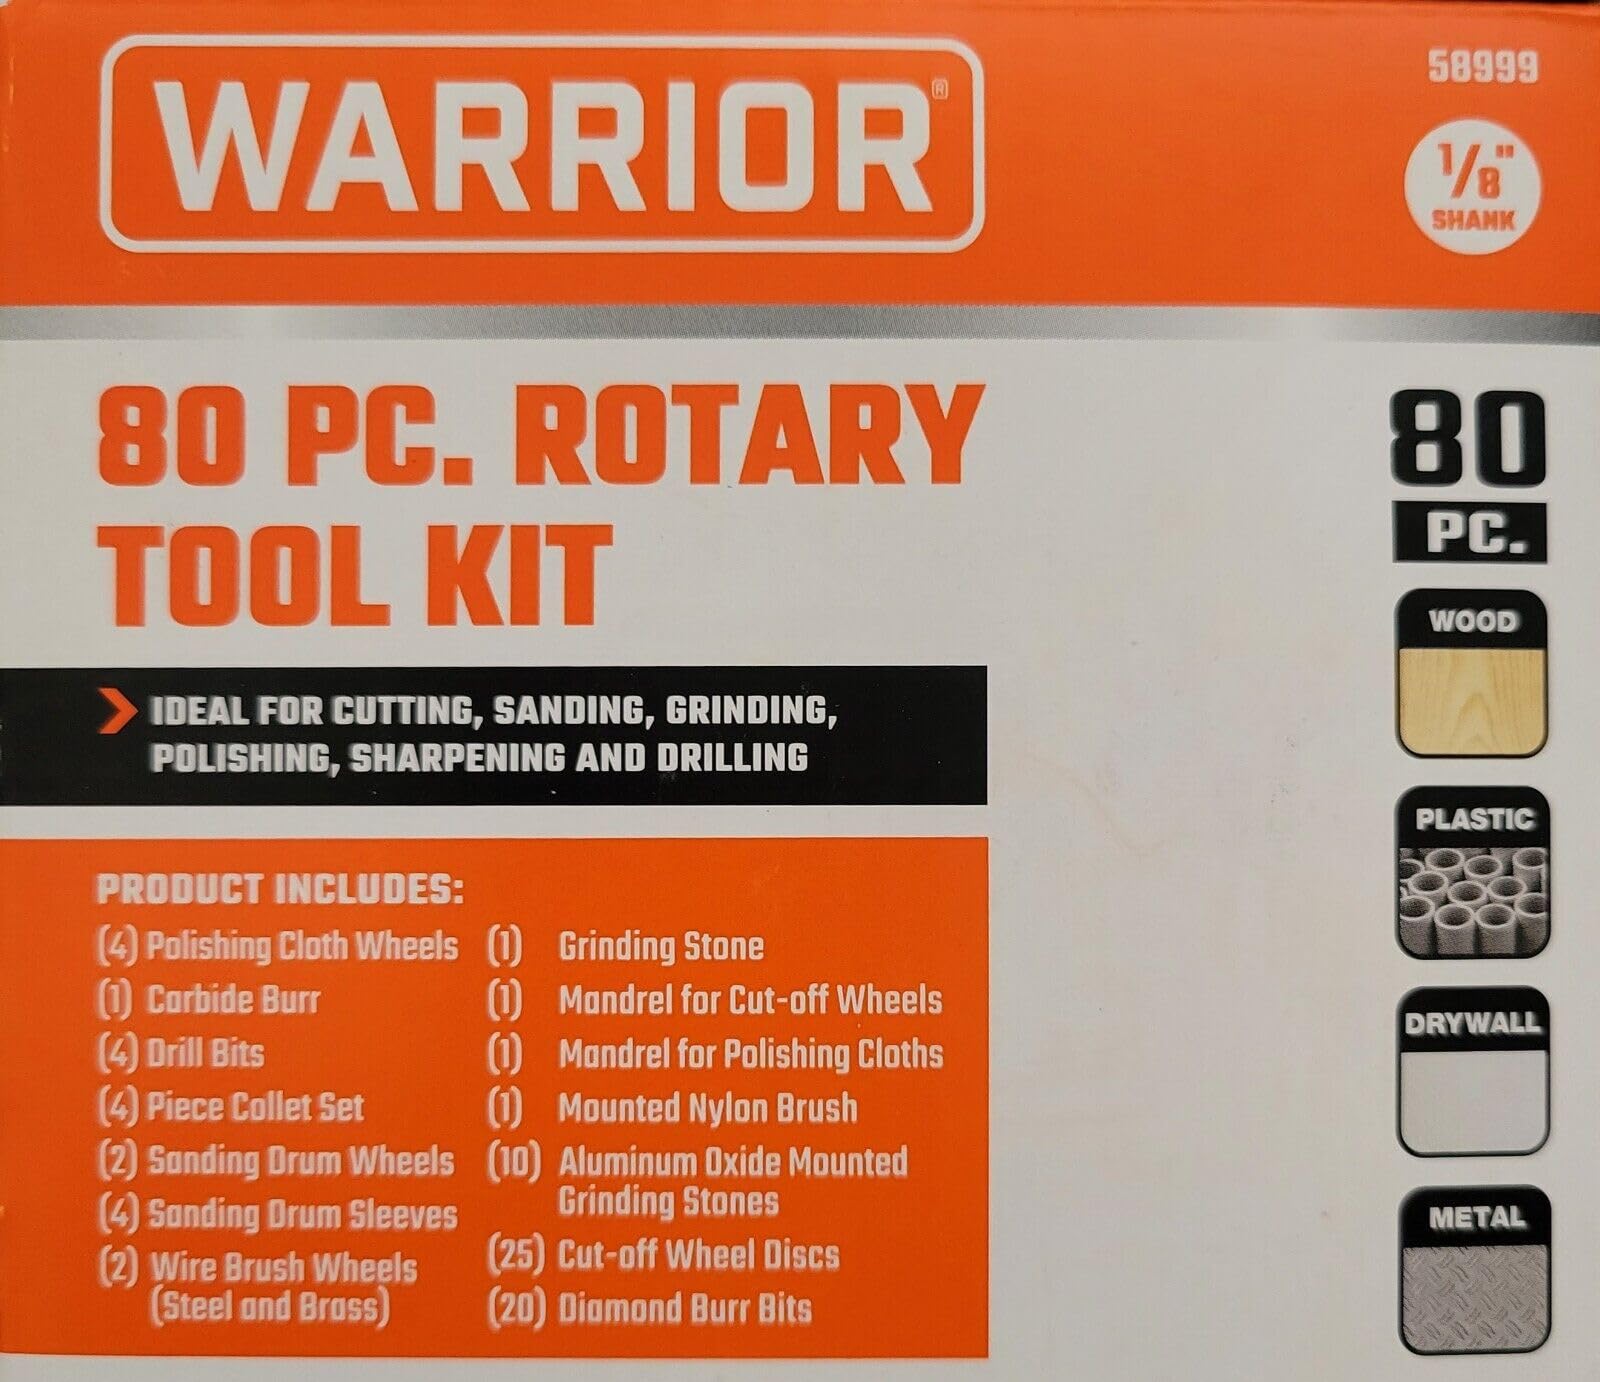 WARRIOR®
58999
1/8"
SHANK
80 PC. ROTARY
TOOL KIT
80
PC.
IDEAL FOR CUTTING, SANDING, GRINDING,
POLISHING, SHARPENING AND DRILLING
WOOD
PLASTIC
DRYWALL
METAL
PRODUCT INCLUDES:
(4) Polishing Cloth Wheels
(1) Carbide Burr
(4) Drill Bits
(4) Piece Collet Set
(2) Sanding Drum Wheels
(4) Sanding Drum Sleeves
(2) Wire Brush Wheels
(Steel and Brass)
(1) Grinding Stone
(1) Mandrel for Cut-off Wheels
(1) Mandrel for Polishing Cloths
(1) Mounted Nylon Brush
(10) Aluminum Oxide Mounted
Grinding Stones
(25) Cut-off Wheel Discs
(20) Diamond Burr Bits